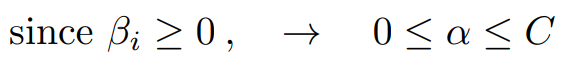 since βᵢ ≥ 0 , → 0 ≤ α ≤ C